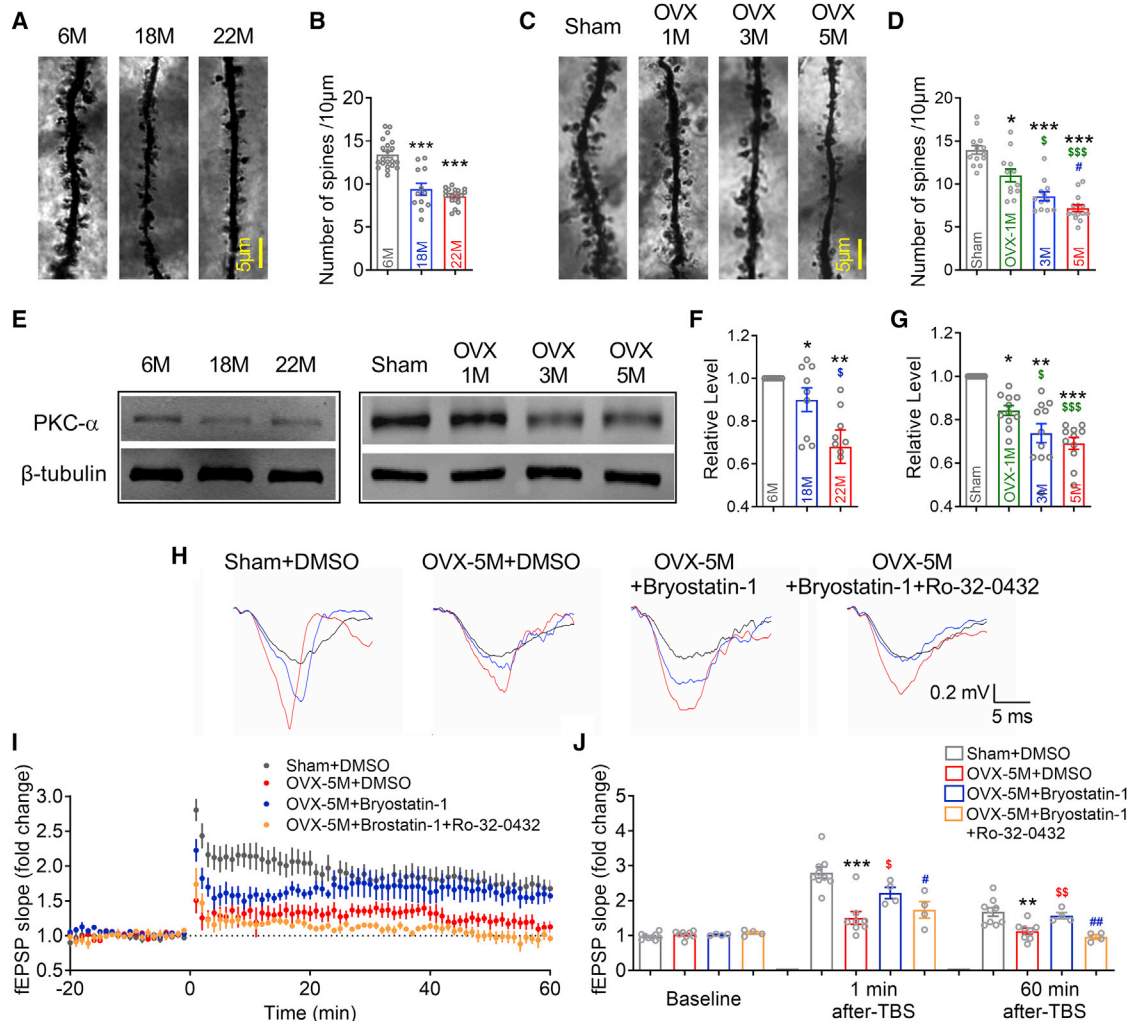 A
6M
18M
22M
5µm
B
Number of spines /10µm
20
15
10
5
0
***
***
6M
18M
22M
C
Sham
OVX
1M
OVX
3M
OVX
5M
5µm
D
Number of spines /10µm
20
15
10
5
0
*
***
$
***
$$$
#
Sham
OVX-1M
3M
5M
E
6M
18M
22M
Sham
OVX
1M
OVX
3M
OVX
5M
PKC-α
β-tubulin
F
Relative Level
1.2
1.0
0.8
0.6
0.4
*
**
$
6M
18M
22M
G
Relative Level
1.2
1.0
0.8
0.6
0.4
*
**
$
***
$$$
Sham
OVX-1M
3M
5M
H
Sham+DMSO
OVX-5M+DMSO
OVX-5M
+Bryostatin-1
OVX-5M
+Bryostatin-1+Ro-32-0432
0.2 mV
5 ms
I
fEPSP slope (fold change)
3.0
2.5
2.0
1.5
1.0
0.5
-20
0
20
40
60
Time (min)
Sham+DMSO
OVX-5M+DMSO
OVX-5M+Bryostatin-1
OVX-5M+Brostatin-1+Ro-32-0432
J
fEPSP slope (fold change)
5
4
3
2
1
0
Sham+DMSO
OVX-5M+DMSO
OVX-5M+Bryostatin-1
OVX-5M+Bryostatin-1
+Ro-32-0432
***
$
#
**
$$
##
Baseline
1 min
after-TBS
60 min
after-TBS